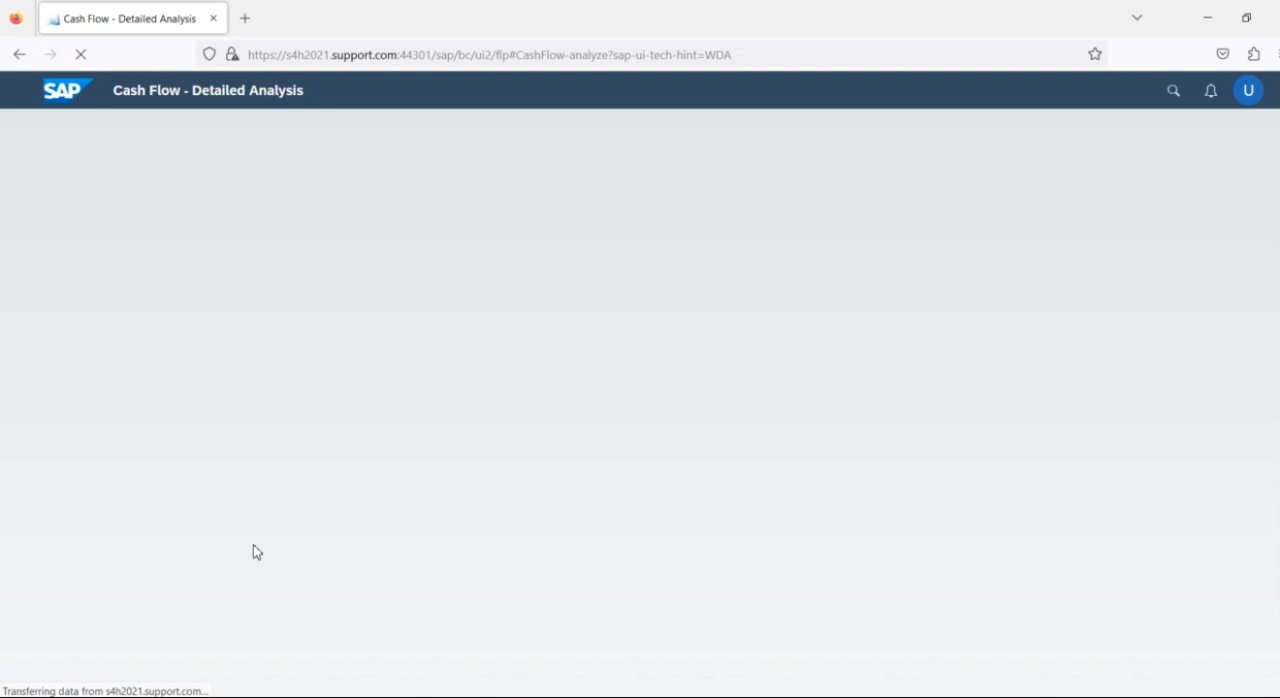 Cash Flow - Detailed Analysis
https://s4h2021.support.com:44301/sap/bc/ui2/flp#CashFlow-analyze?sap-ui-tech-hint=WDA
SAP Cash Flow - Detailed Analysis U
Transferring data from s4h2021.support.com...